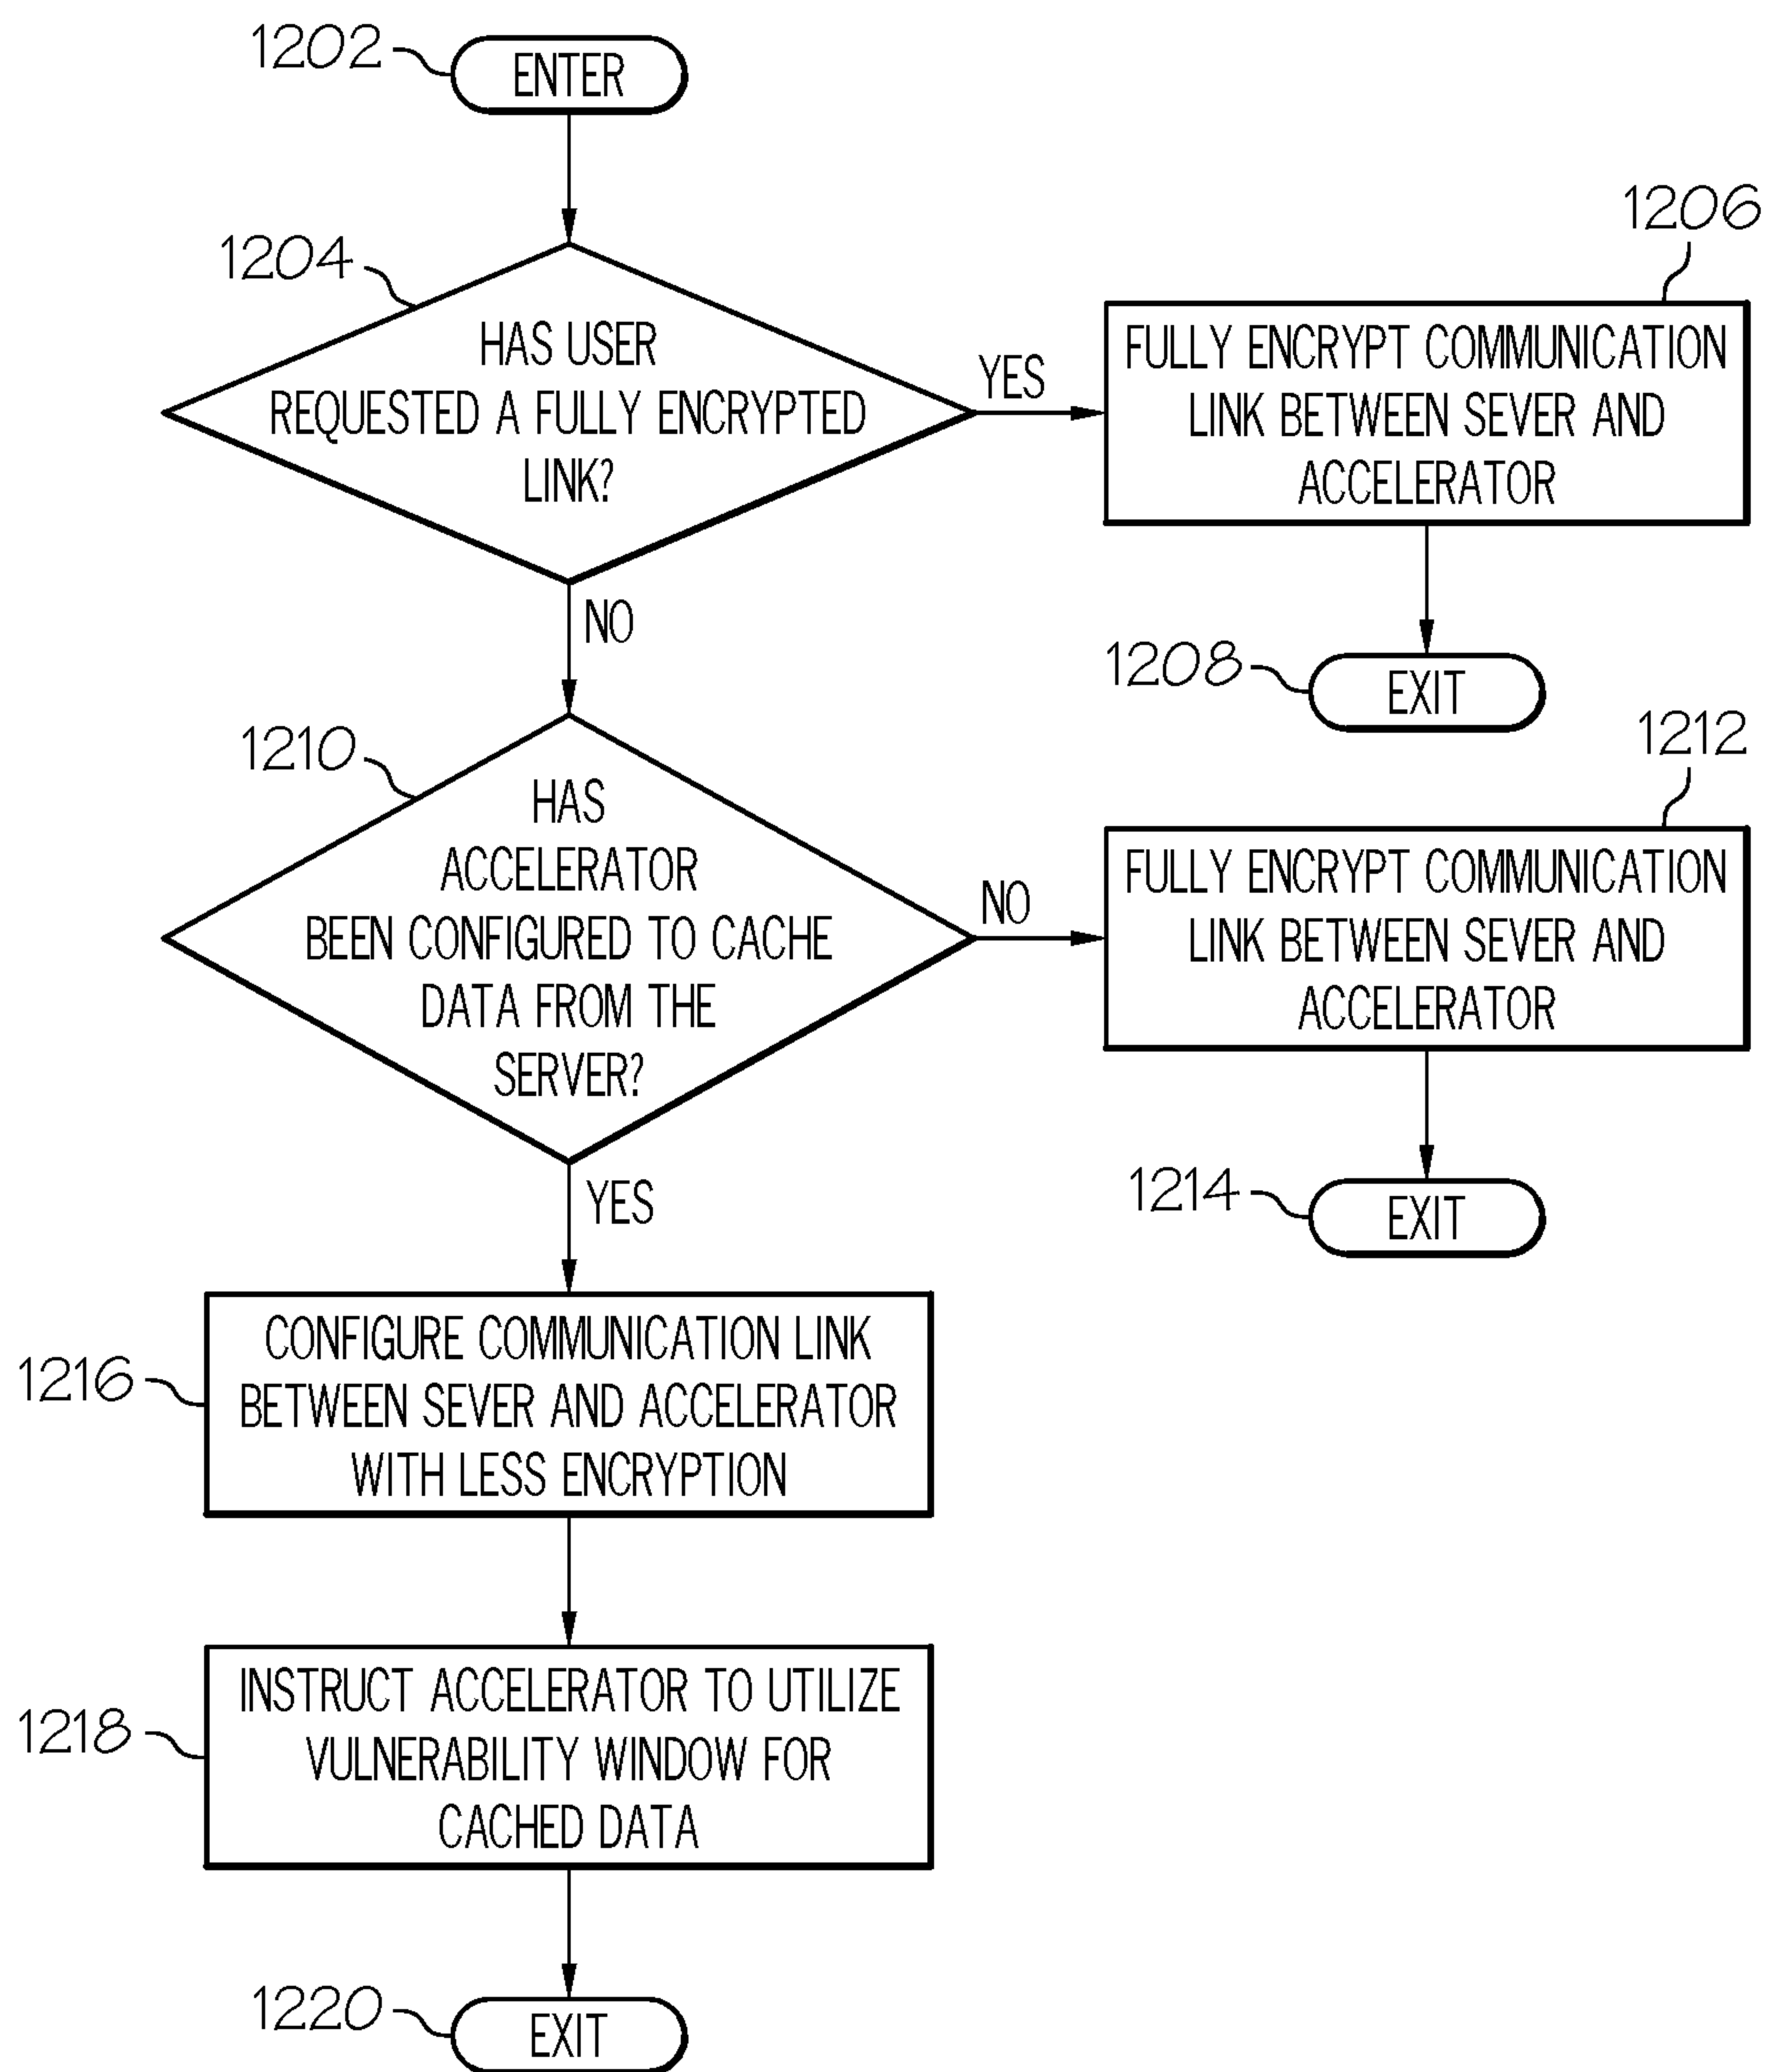 1202
ENTER
1204
HAS USER
REQUESTED A FULLY ENCRYPTED
LINK?
YES
1206
FULLY ENCRYPT COMMUNICATION
LINK BETWEEN SEVER AND
ACCELERATOR
1208
EXIT
NO
1210
HAS
ACCELERATOR
BEEN CONFIGURED TO CACHE
DATA FROM THE
SERVER?
NO
1212
FULLY ENCRYPT COMMUNICATION
LINK BETWEEN SEVER AND
ACCELERATOR
1214
EXIT
YES
1216
CONFIGURE COMMUNICATION LINK
BETWEEN SEVER AND ACCELERATOR
WITH LESS ENCRYPTION
1218
INSTRUCT ACCELERATOR TO UTILIZE
VULNERABILITY WINDOW FOR
CACHED DATA
1220
EXIT